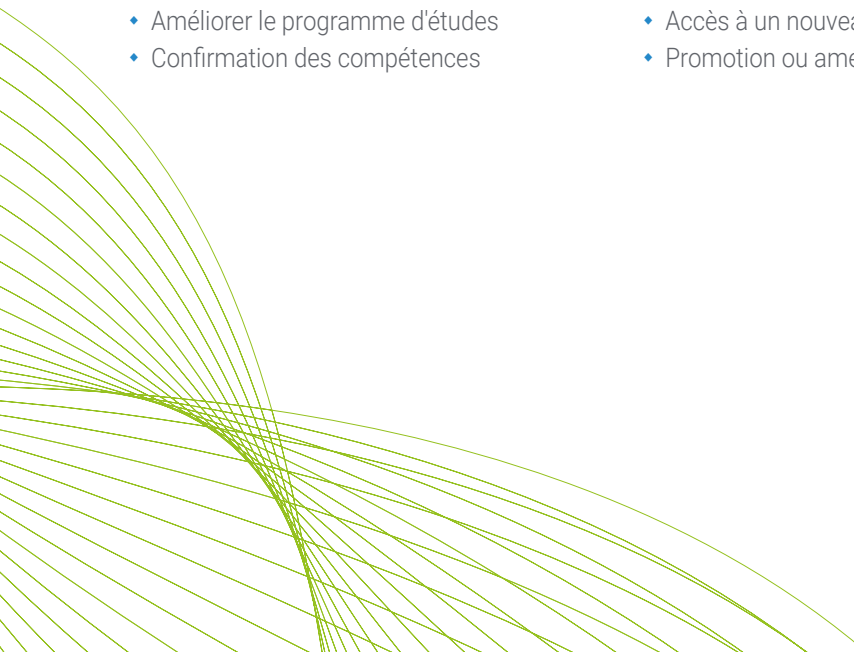 Améliorer le programme d'études
Confirmation des compétences
Accès à un
Promotion ou